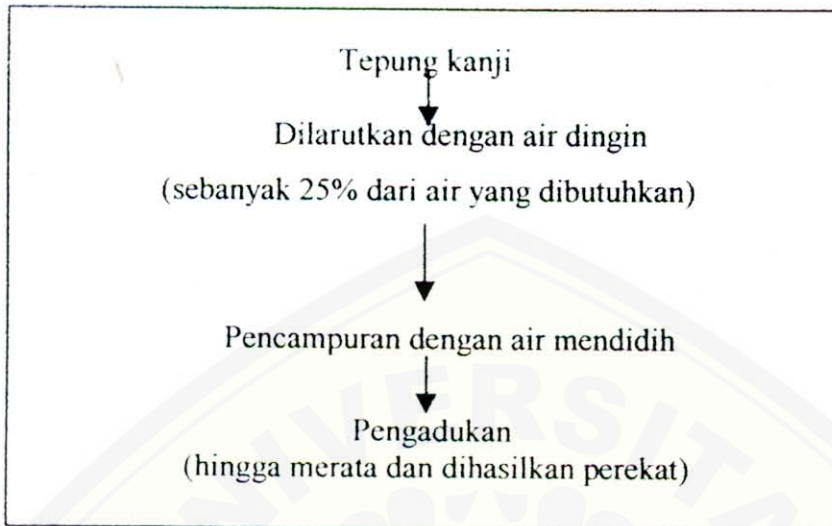 Tepung kanji
Dilarutkan dengan air dingin
(sebanyak 25% dari air yang dibutuhkan)
Pencampuran dengan air mendidih
Pengadukan
(hingga merata dan dihasilkan perekat)